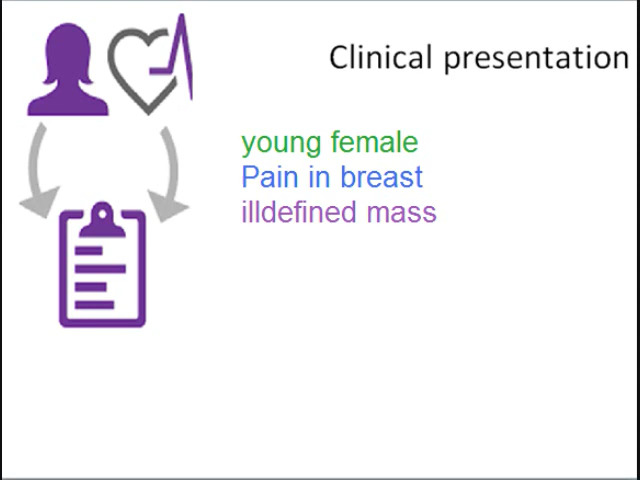 Clinical presentation
young female
Pain in breast
illdefined mass